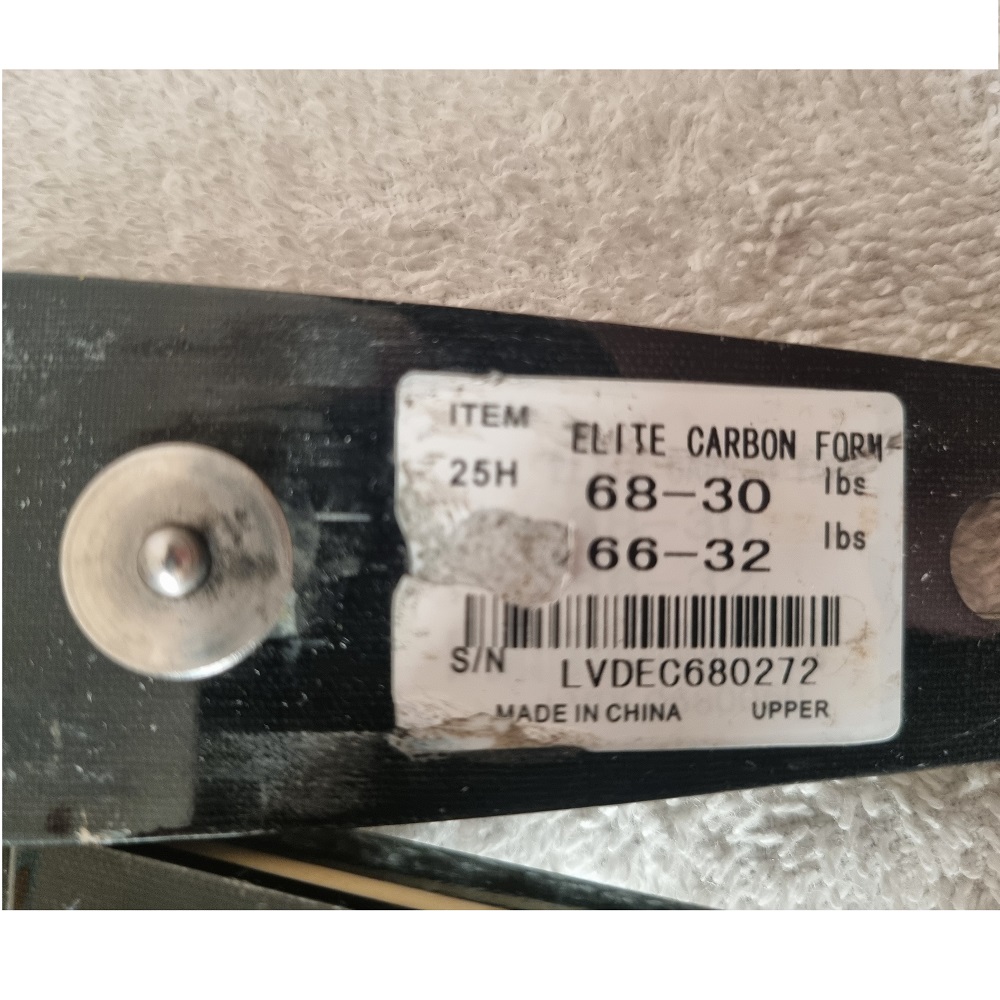 ITEM ELITE CARBON FORM
25H 68-30 lbs
66-32 lbs
S/N LVDEC680272
MADE IN CHINA UPPER